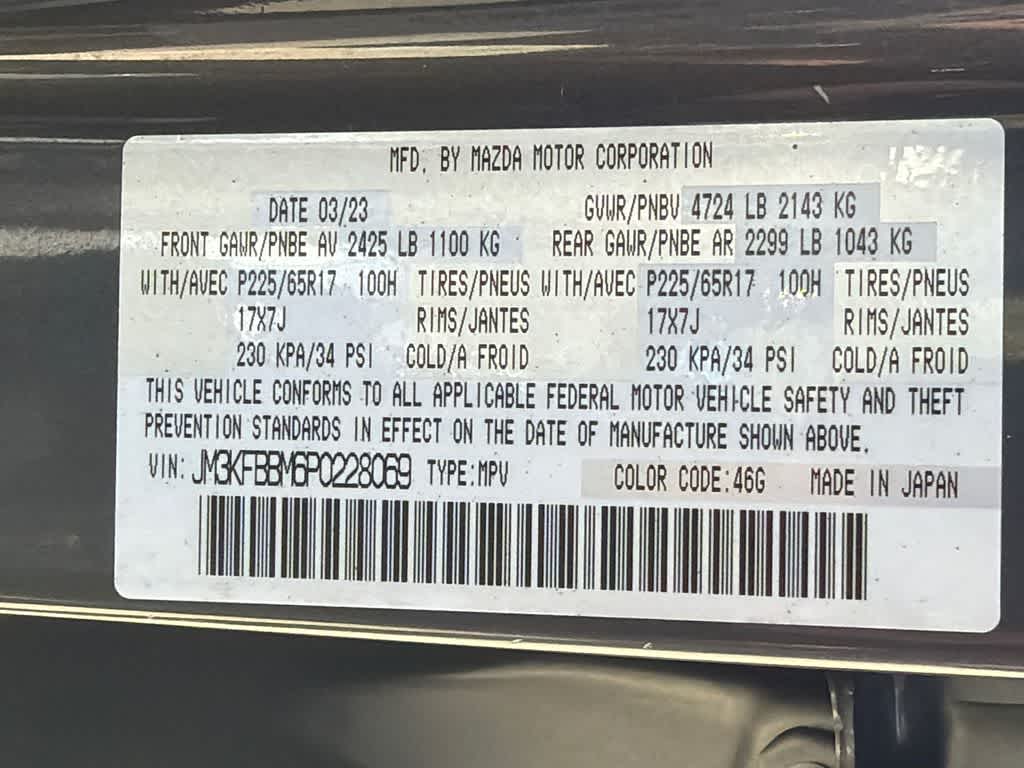 MFD. BY MAZDA MOTOR CORPORATION
DATE 03/23 GVWR/PNBV 4724 LB 2143 KG
FRONT GAWR/PNBE AV 2425 LB 1100 KG REAR GAWR/PNBE AR 2299 LB 1043 KG
WITH/AVEC P225/65R17 100H TIRES/PNEUS WITH/AVEC P225/65R17 100H TIRES/PNEUS
17X7J RIMS/JANTES 17X7J RIMS/JANTES
230 KPA/34 PSI COLD/A FROID 230 KPA/34 PSI COLD/A FROID
THIS VEHICLE CONFORMS TO ALL APPLICABLE FEDERAL MOTOR VEHICLE SAFETY AND THEFT
PREVENTION STANDARDS IN EFFECT ON THE DATE OF MANUFACTURE SHOWN ABOVE.
VIN: JM3KFBBM6P0228069 TYPE:MPV COLOR CODE:46G MADE IN JAPAN